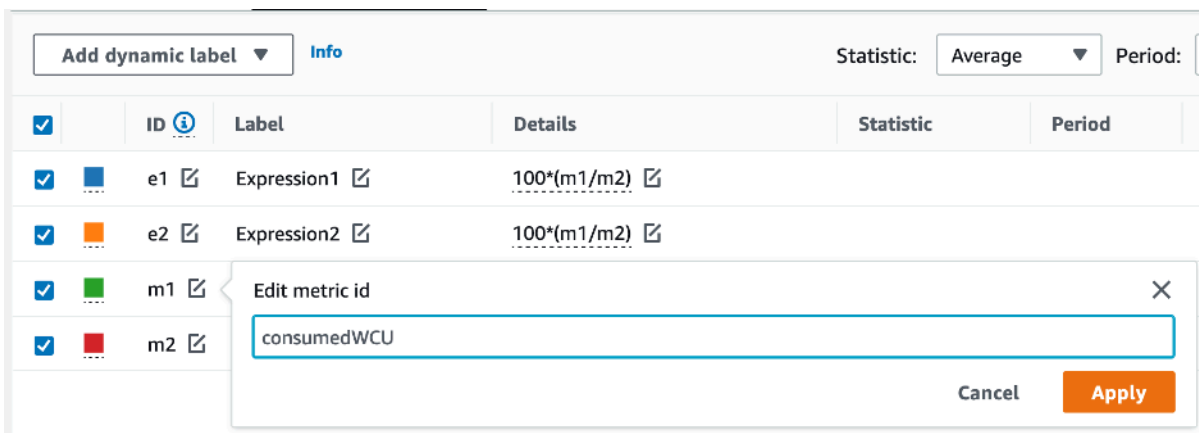 Add dynamic label ▼ Info Statistic: Average ▼ Period:
ID Label Details Statistic Period
e1 Expression1 100*(m1/m2)
e2 Expression2 100*(m1/m2)
m1 Edit metric id
consumedWCU
m2
Cancel Apply